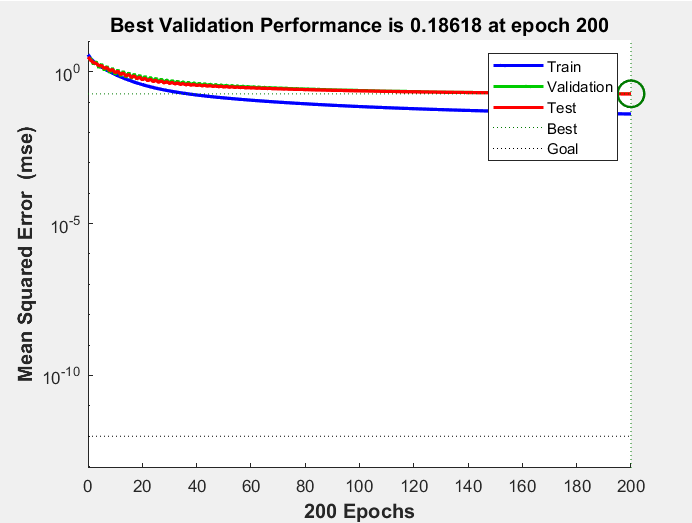 Best Validation Performance is 0.18618 at epoch 200
Mean Squared Error (mse)
10^0
10^-5
10^-10
Train
Validation
Test
Best
Goal
0 20 40 60 80 100 120 140 160 180 200
200 Epochs